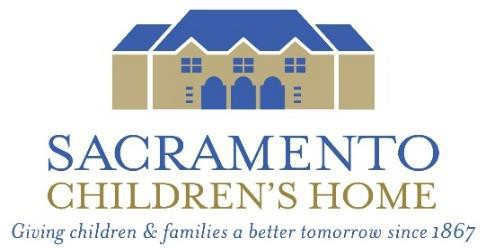 SACRAMENTO
CHILDREN'S HOME
Giving children & families a better tomorrow since 1867